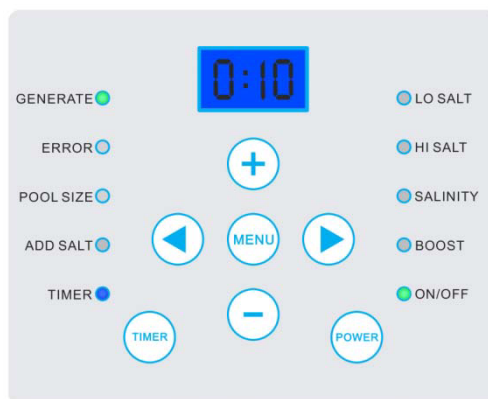 0:10
GENERATE
LO SALT
ERROR
HI SALT
POOL SIZE
SALINITY
ADD SALT
MENU
BOOST
TIMER
ON/OFF
TIMER
POWER